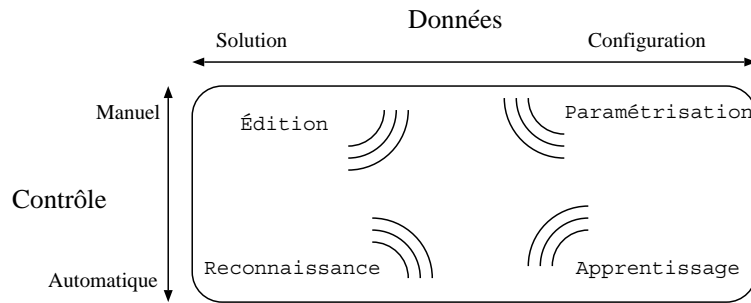 Données
Solution
Configuration
Manuel
Édition
Paramétrisation
Contrôle
Automatique
Reconnaissance
Apprentissage